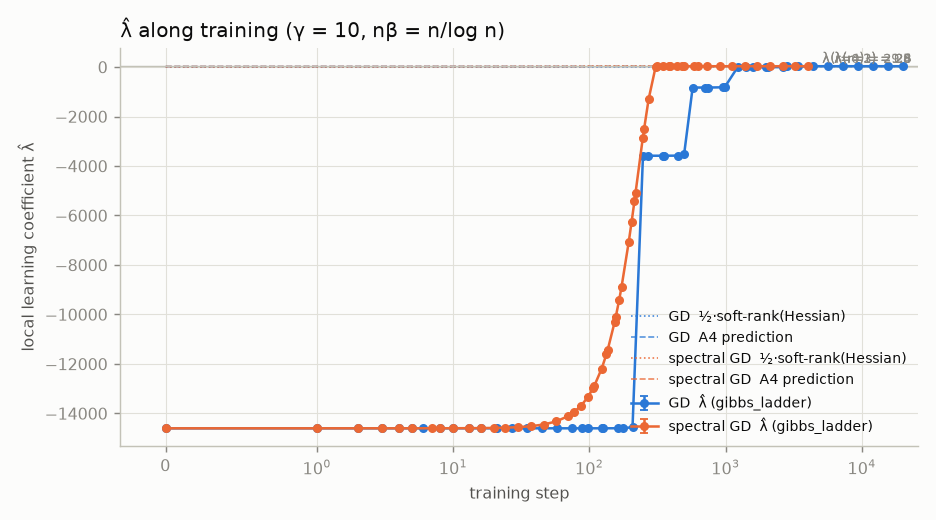 λ̂ along training (γ = 10, nβ = n/log n)
0
−2000
−4000
−6000
−8000
−10000
−12000
−14000
local learning coefficient λ̂
GD ½·soft-rank(Hessian)
GD A4 prediction
spectral GD ½·soft-rank(Hessian)
spectral GD A4 prediction
GD λ̂ (gibbs_ladder)
spectral GD λ̂ (gibbs_ladder)
0 10⁰ 10¹ 10² 10³ 10⁴
training step